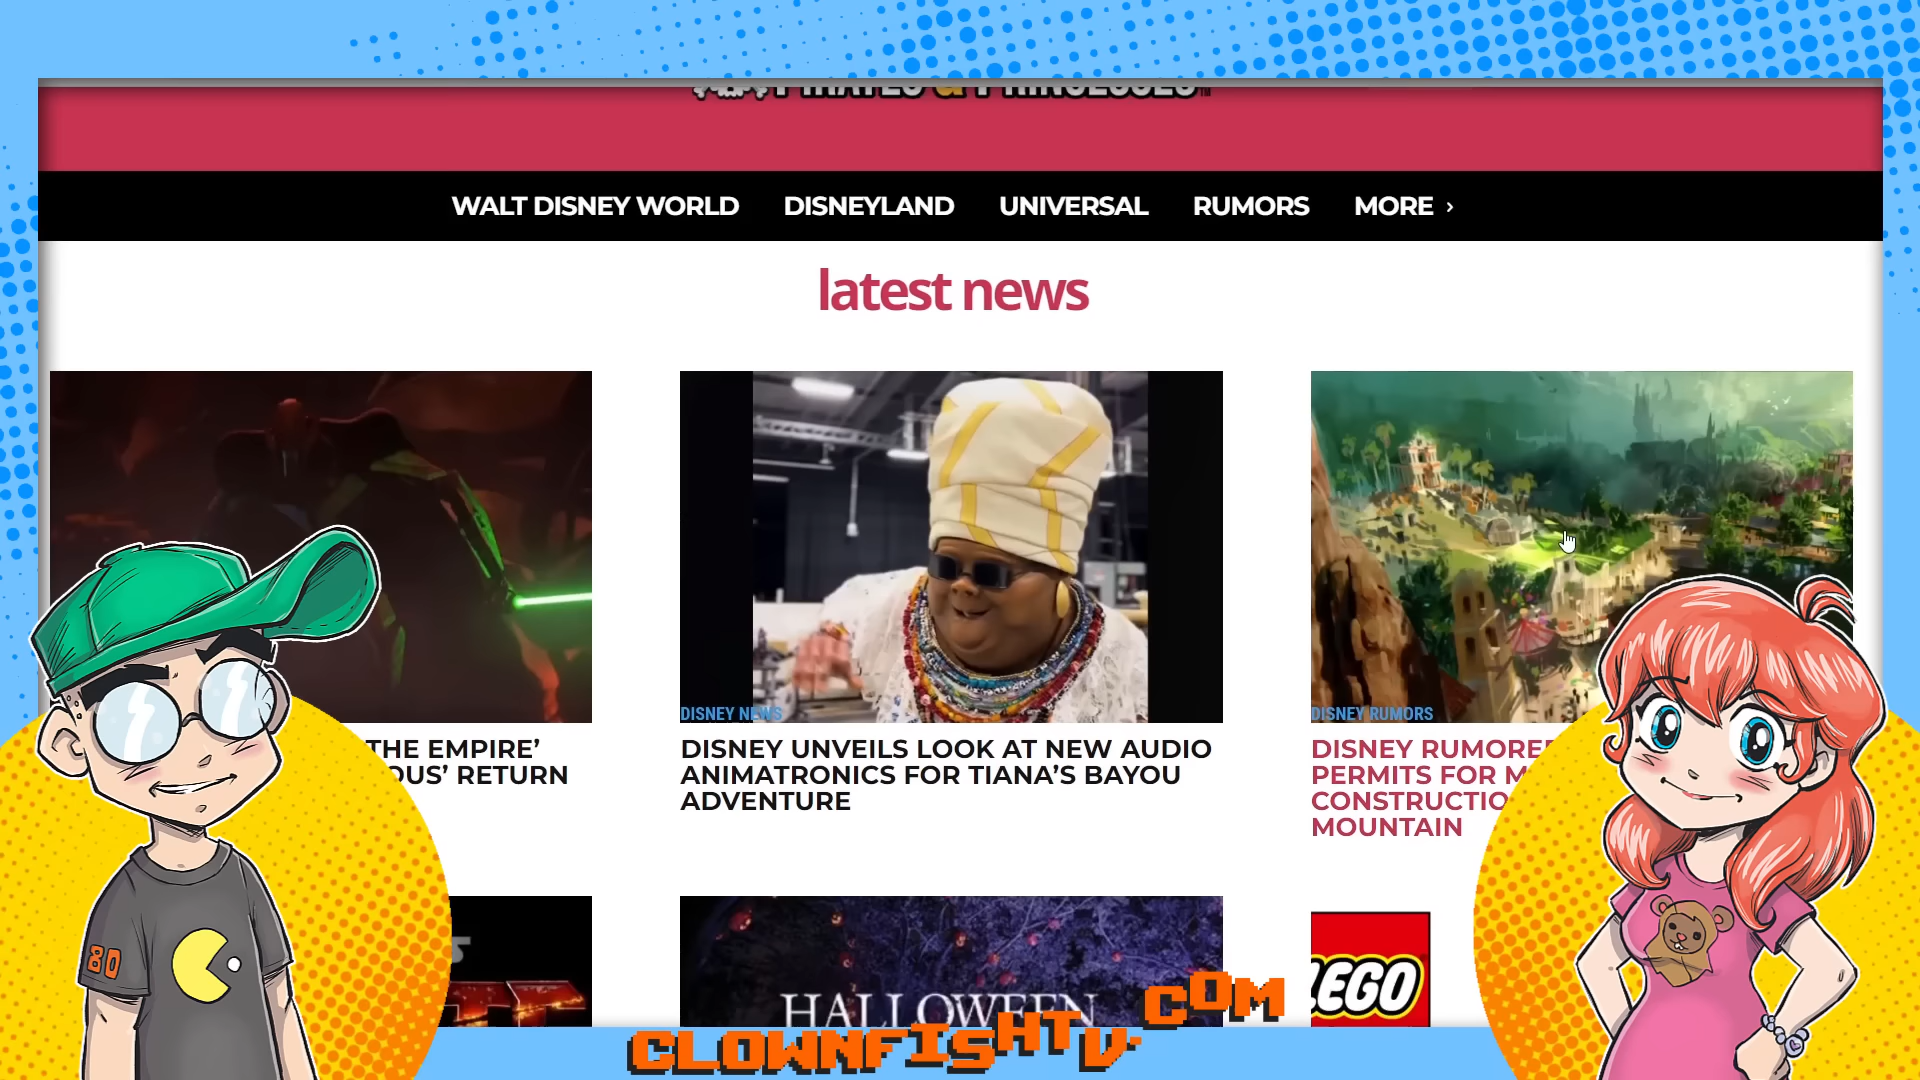 PIRATES & PRINCESSES
WALT DISNEY WORLD DISNEYLAND UNIVERSAL RUMORS MORE ›
latest news
THE EMPIRE’
OUS’ RETURN
DISNEY NEWS
DISNEY UNVEILS LOOK AT NEW AUDIO
ANIMATRONICS FOR TIANA’S BAYOU
ADVENTURE
DISNEY RUMORS
DISNEY RUMORED
PERMITS FOR M
CONSTRUCTIO
MOUNTAIN
80
HALLOWEEN
LEGO
CLOWNFISHTV.COM